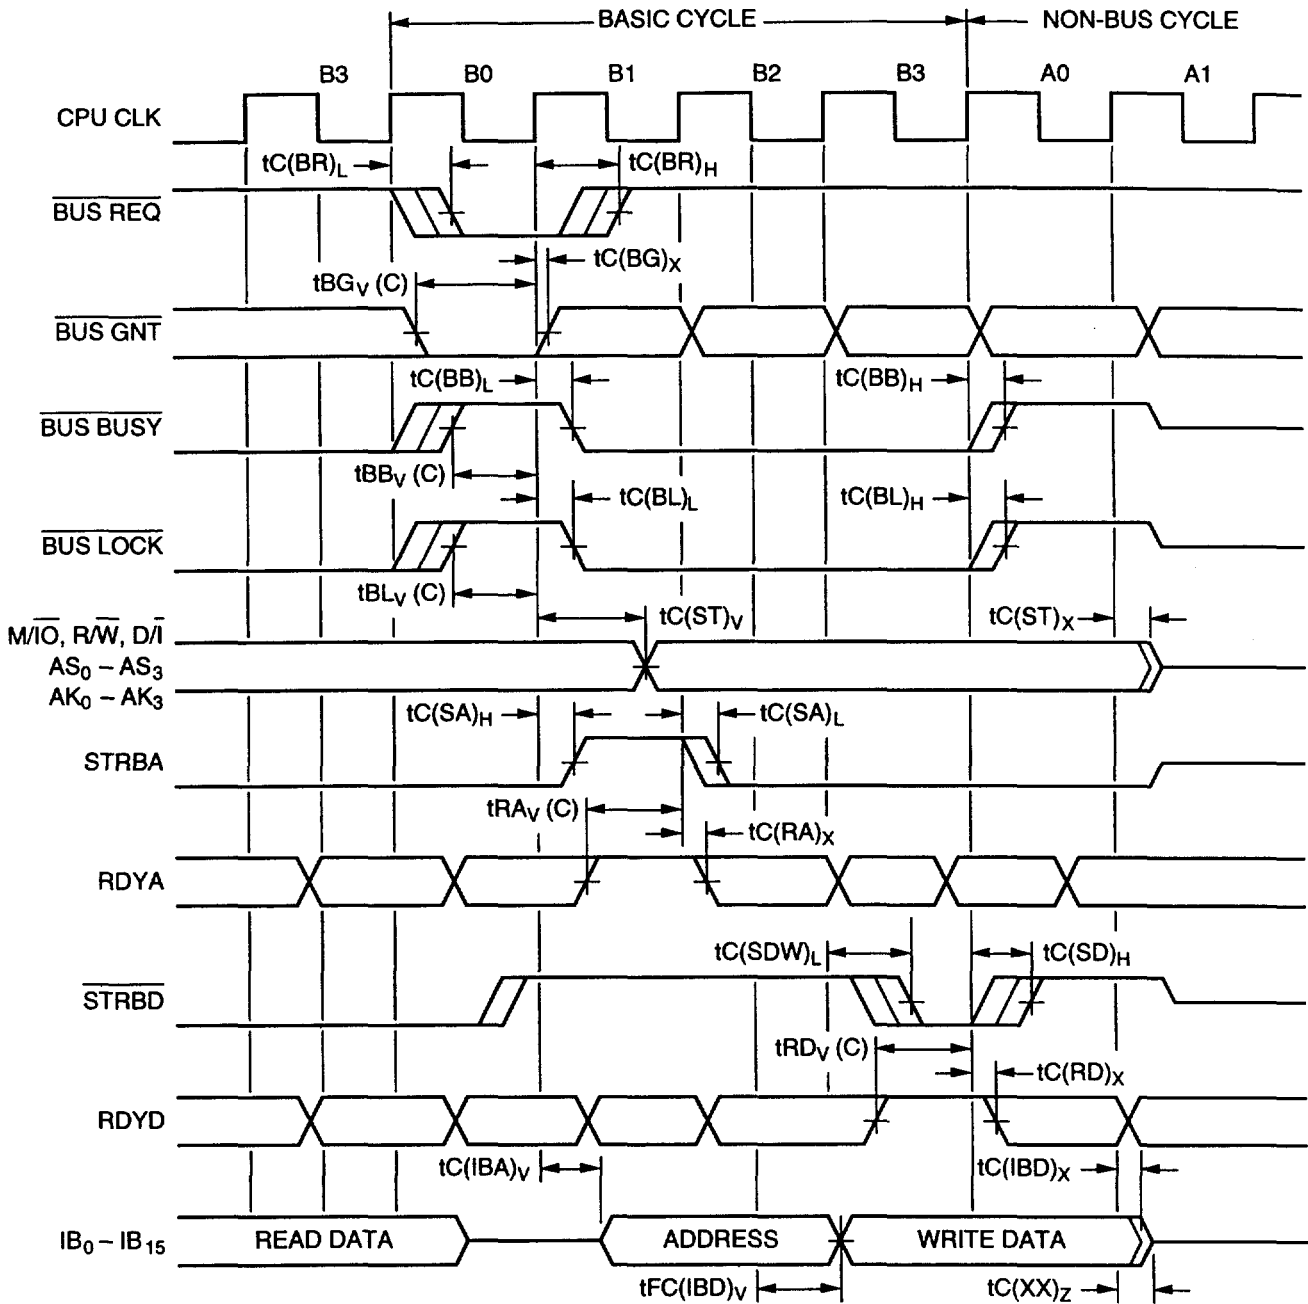 BASIC CYCLE NON-BUS CYCLE
B3 B0 B1 B2 B3 A0 A1
CPU CLK
tC(BR)L tC(BR)H
BUS REQ
tC(BG)X
tBGV (C)
BUS GNT
tC(BB)L tC(BB)H
BUS BUSY
tBBV (C)
tC(BL)L tC(BL)H
BUS LOCK
tBLV (C)
tC(ST)V tC(ST)X
M/IO, R/W, D/I
AS0 – AS3
AK0 – AK3
tC(SA)H tC(SA)L
STRBA
tRAV (C)
tC(RA)X
RDYA
tC(SDW)L tC(SD)H
STRBD
tRDV (C)
tC(RD)X
RDYD
tC(IBA)V tC(IBD)X
IB0 – IB15 READ DATA ADDRESS WRITE DATA
tFC(IBD)V tC(XX)Z